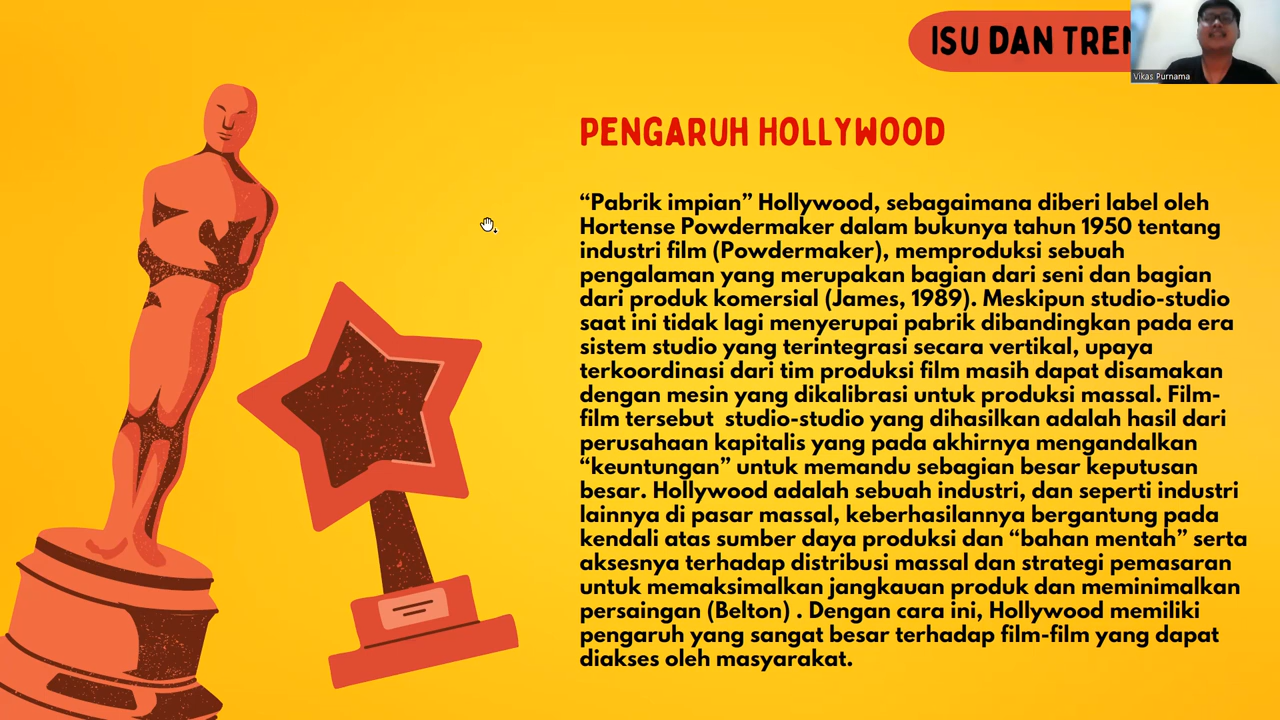 ISU DAN TREN
Vikas Purnama
PENGARUH HOLLYWOOD
“Pabrik impian” Hollywood, sebagaimana diberi label oleh
Hortense Powdermaker dalam bukunya tahun 1950 tentang
industri film (Powdermaker), memproduksi sebuah
pengalaman yang merupakan bagian dari seni dan bagian
dari produk komersial (James, 1989). Meskipun studio-studio
saat ini tidak lagi menyerupai pabrik dibandingkan pada era
sistem studio yang terintegrasi secara vertikal, upaya
terkoordinasi dari tim produksi film masih dapat disamakan
dengan mesin yang dikalibrasi untuk produksi massal. Film-
film tersebut  studio-studio yang dihasilkan adalah hasil dari
perusahaan kapitalis yang pada akhirnya mengandalkan
“keuntungan” untuk memandu sebagian besar keputusan
besar. Hollywood adalah sebuah industri, dan seperti industri
lainnya di pasar massal, keberhasilannya bergantung pada
kendali atas sumber daya produksi dan “bahan mentah” serta
aksesnya terhadap distribusi massal dan strategi pemasaran
untuk memaksimalkan jangkauan produk dan meminimalkan
persaingan (Belton) . Dengan cara ini, Hollywood memiliki
pengaruh yang sangat besar terhadap film-film yang dapat
diakses oleh masyarakat.